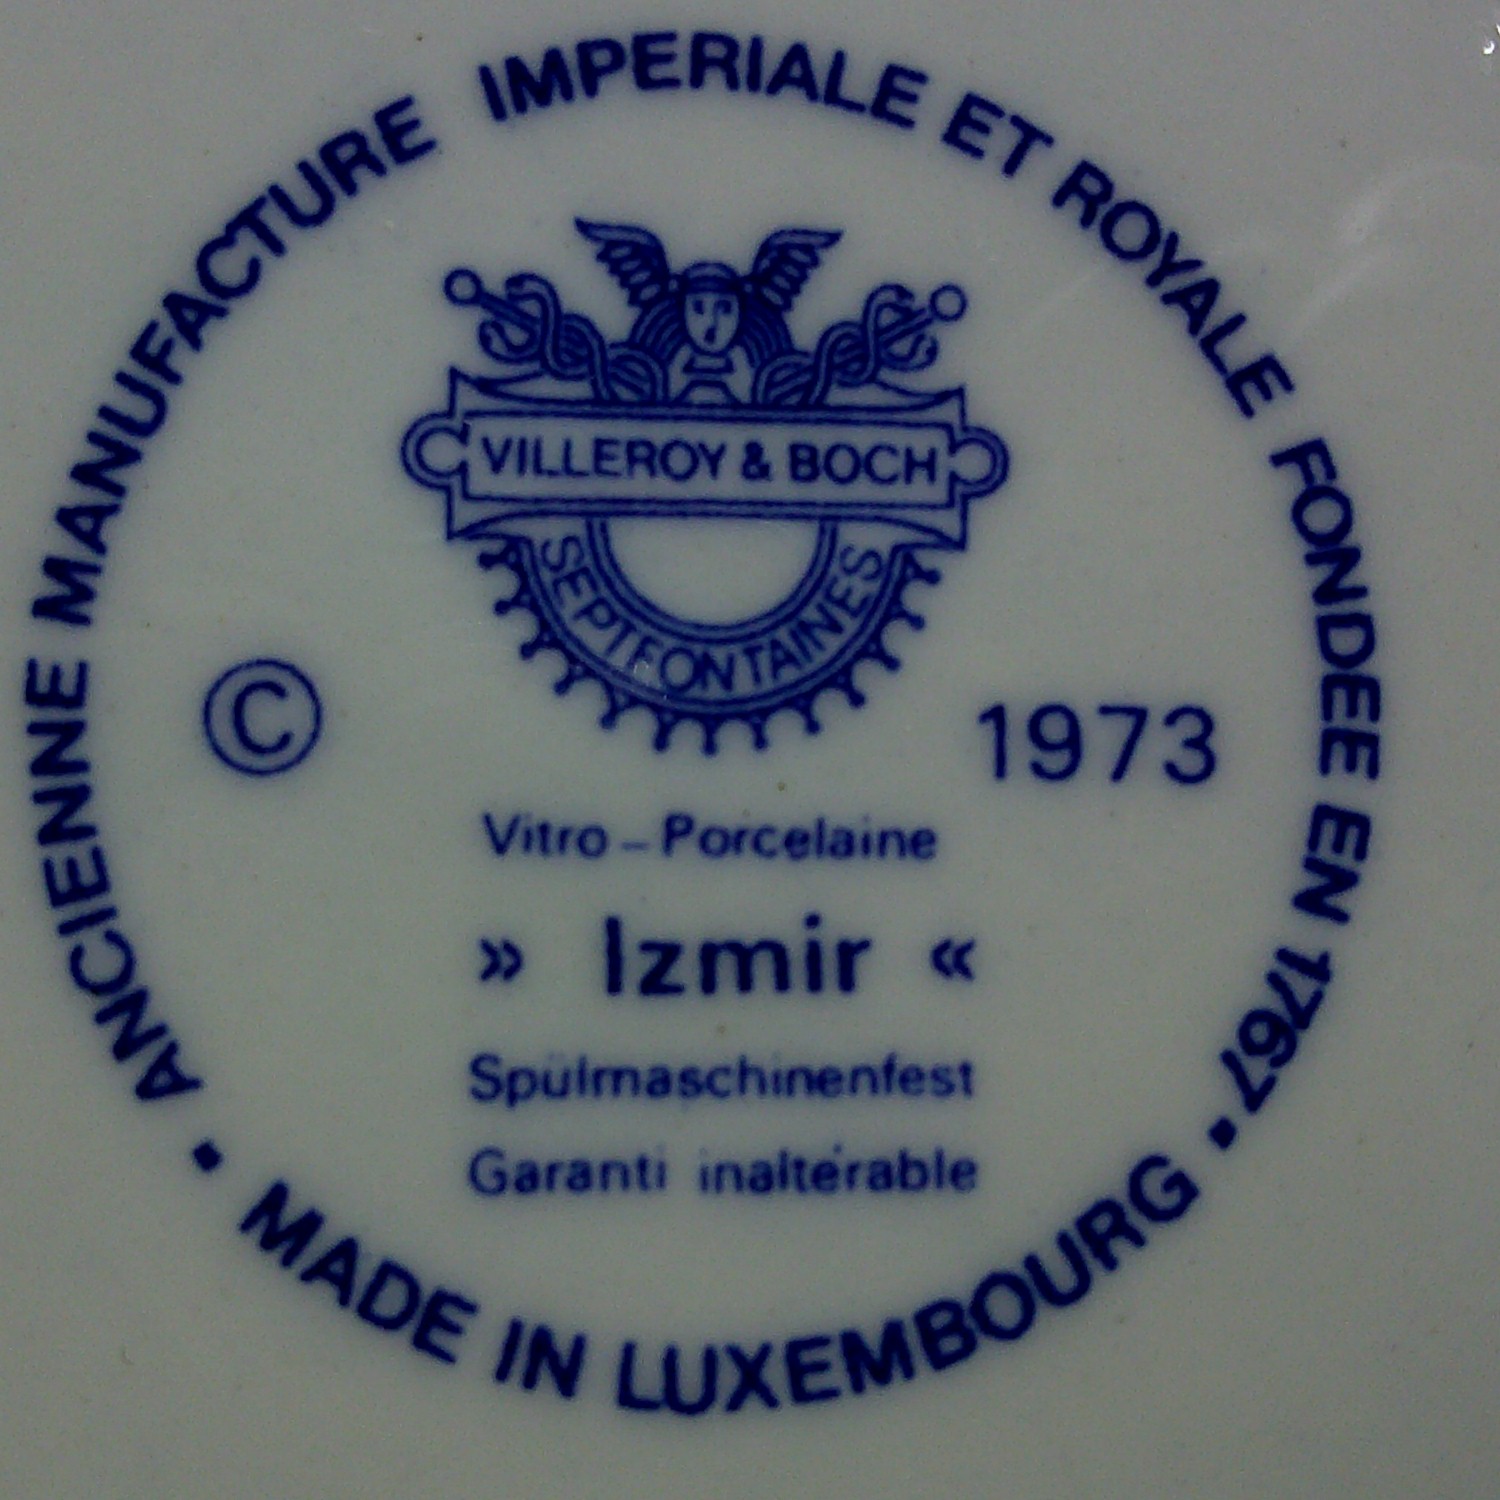 ANCIENNE MANUFACTURE IMPERIALE ET ROYALE FONDEE EN 1767
VILLEROY & BOCH
SEPTFONTAINES
© 1973
Vitro – Porcelaine
» Izmir «
Spülmaschinenfest
Garanti inaltérable
• MADE IN LUXEMBOURG •